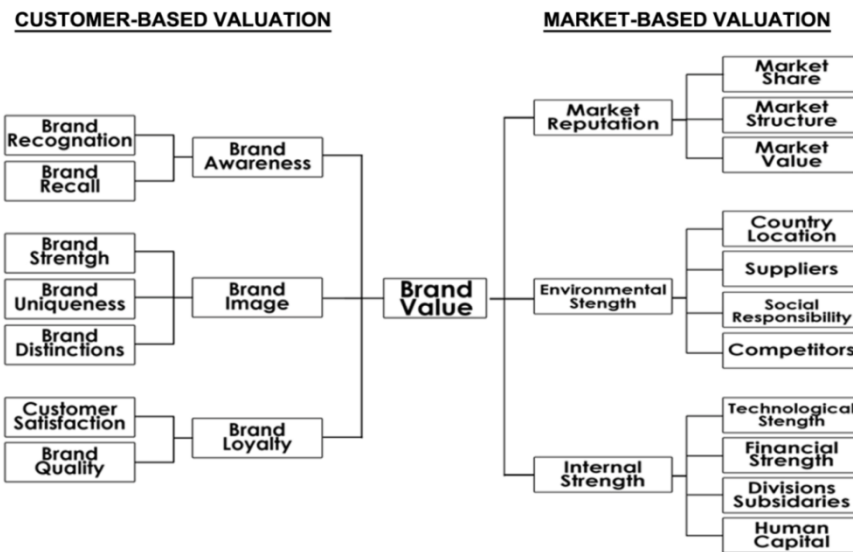 CUSTOMER-BASED VALUATION
MARKET-BASED VALUATION
Brand
Recognation
Brand
Recall
Brand
Awareness
Brand
Strentgh
Brand
Uniqueness
Brand
Distinctions
Brand
Image
Customer
Satisfaction
Brand
Quality
Brand
Loyalty
Brand
Value
Market
Reputation
Market
Share
Market
Structure
Market
Value
Environmental
Stength
Country
Location
Suppliers
Social
Responsibility
Competitors
Internal
Strength
Technological
Stength
Financial
Strength
Divisions
Subsidaries
Human
Capital